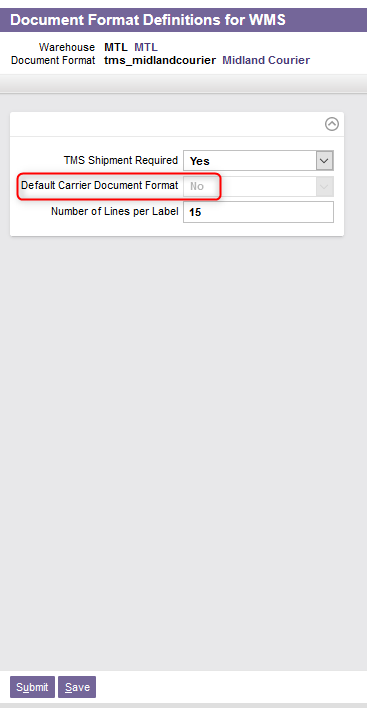 Document Format Definitions for WMS
Warehouse MTL MTL
Document Format tms_midlandcourier Midland Courier
TMS Shipment Required Yes
Default Carrier Document Format No
Number of Lines per Label 15
Submit Save